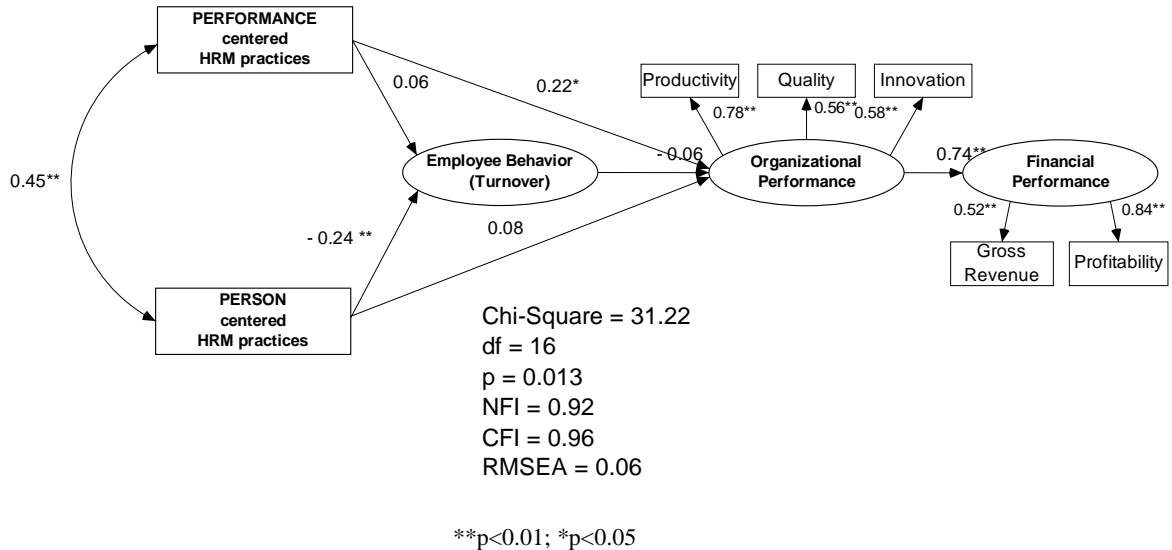 PERFORMANCE
centered
HRM practices
0.06
0.22*
Productivity
Quality
Innovation
0.78**
0.56**
0.58**
0.45**
Employee Behavior
(Turnover)
- 0.06
Organizational
Performance
0.74**
Financial
Performance
- 0.24 **
0.08
0.52**
0.84**
Gross
Revenue
Profitability
PERSON
centered
HRM practices
Chi-Square = 31.22
df = 16
p = 0.013
NFI = 0.92
CFI = 0.96
RMSEA = 0.06
**p<0.01; *p<0.05